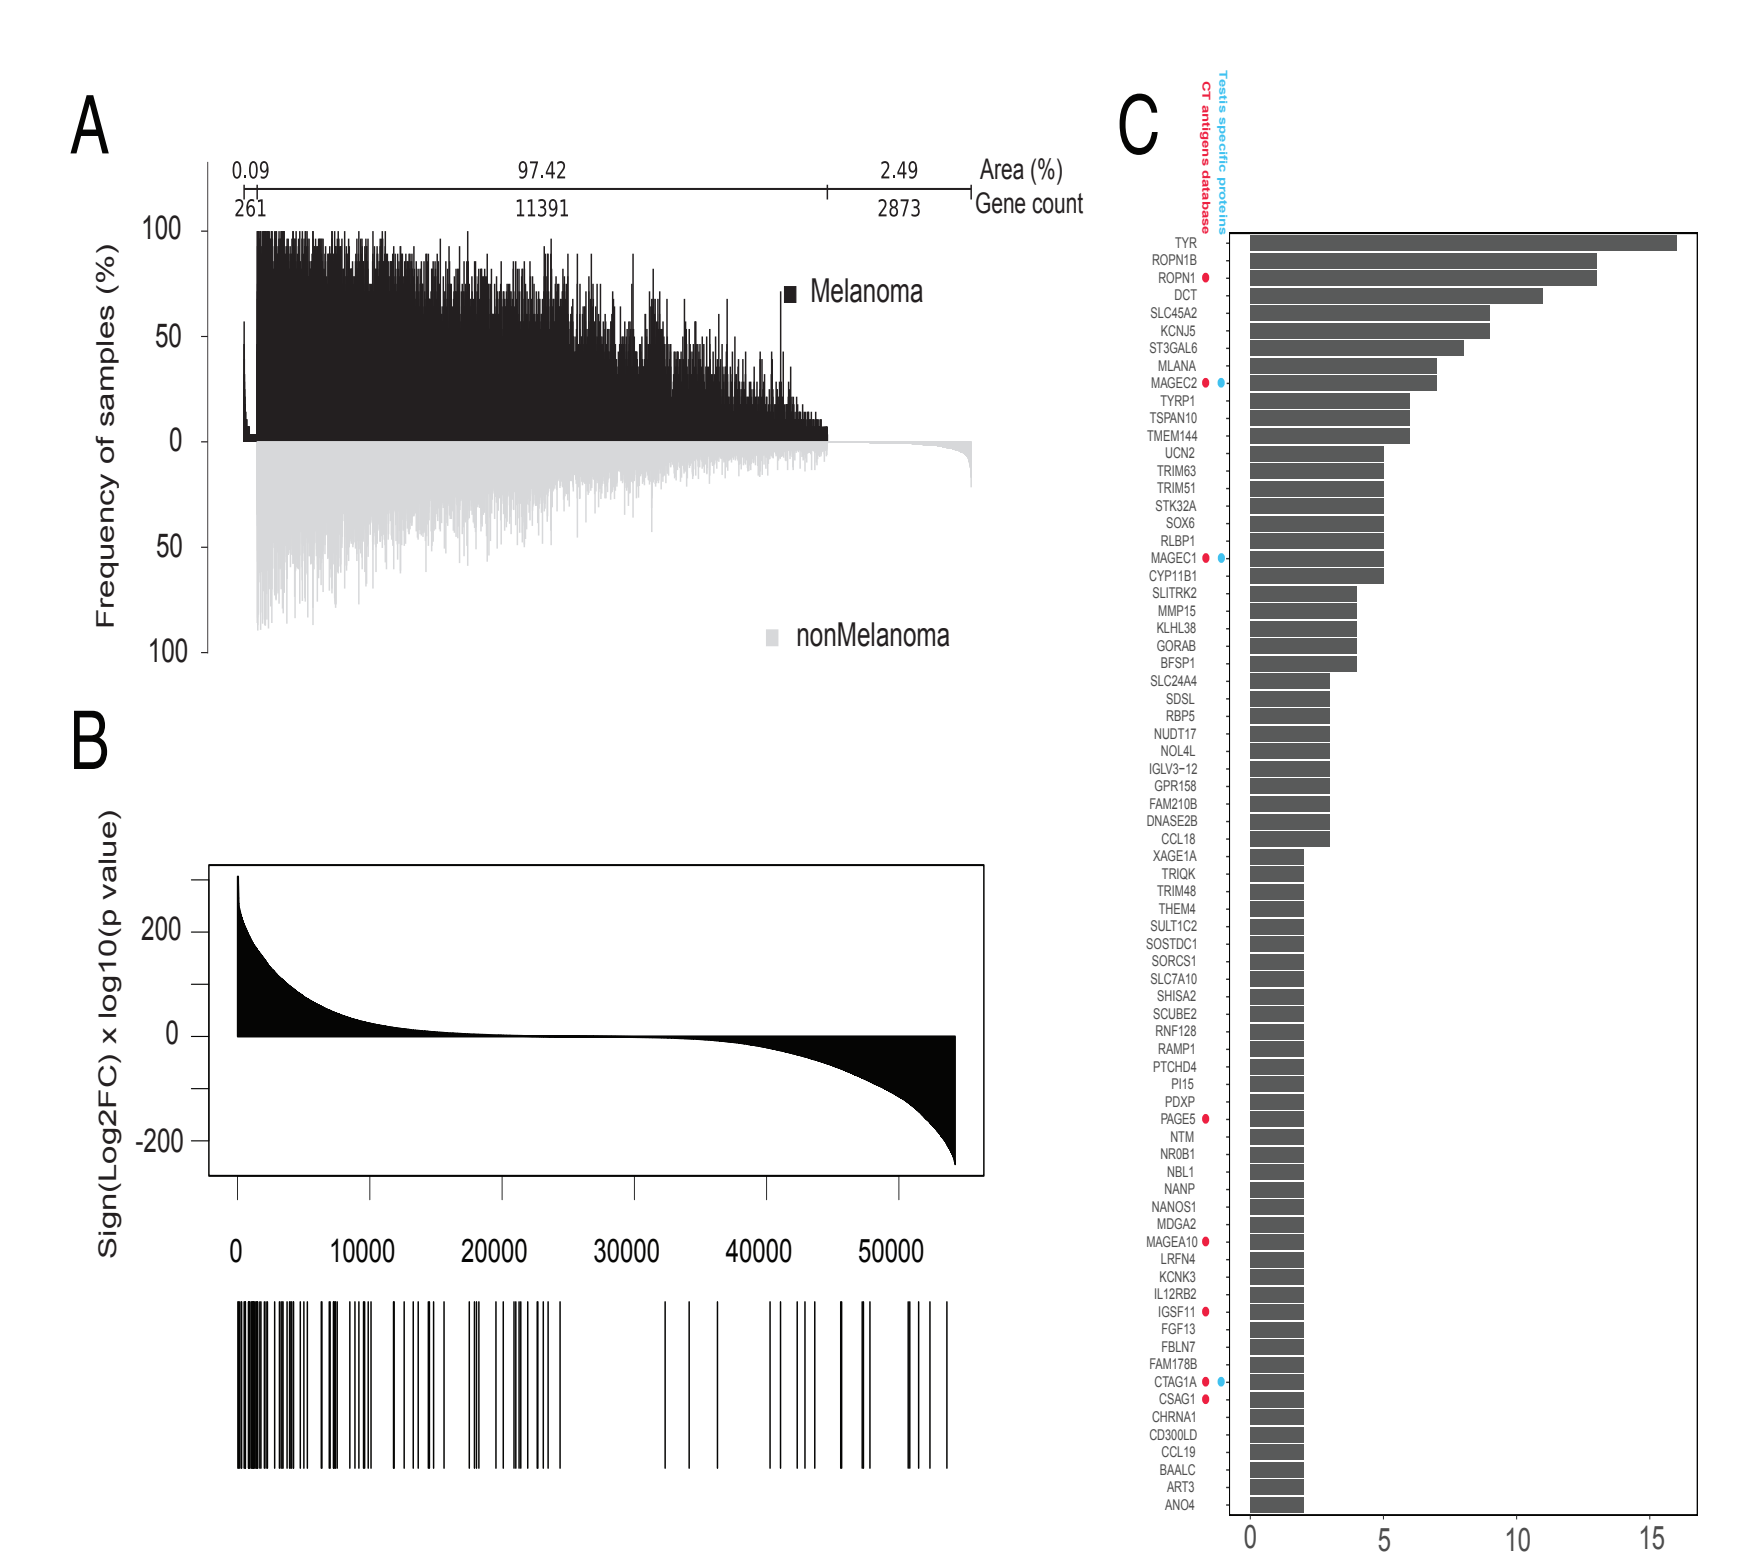 A
0.09 97.42 2.49 Area (%)
261 11391 2873 Gene count
Frequency of samples (%)
100
50
0
50
100
Melanoma
nonMelanoma
B
Sign(Log2FC) x log10(p value)
200
0
-200
0 10000 20000 30000 40000 50000
C
CT antigens database
Testis specific proteins
TYR
ROPN1B
ROPN1
DCT
SLC45A2
KCNJ5
ST3GAL6
MLANA
MAGEC2
TYRP1
TSPAN10
TMEM144
UCN2
TRIM63
TRIM51
STK32A
SOX6
RLBP1
MAGEC1
CYP11B1
SLITRK2
MMP15
KLHL38
GORAB
BFSP1
SLC24A4
SDSL
RBP5
NUDT17
NOL4L
IGLV3−12
GPR158
FAM210B
DNASE2B
CCL18
XAGE1A
TRIQK
TRIM48
THEM4
SULT1C2
SOSTDC1
SORCS1
SLC7A10
SHISA2
SCUBE2
RNF128
RAMP1
PTCHD4
PI15
PDXP
PAGE5
NTM
NR0B1
NBL1
NANP
NANOS1
MDGA2
MAGEA10
LRFN4
KCNK3
IL12RB2
IGSF11
FGF13
FBLN7
FAM178B
CTAG1A
CSAG1
CHRNA1
CD300LD
CCL19
BAALC
ART3
ANO4
0 5 10 15